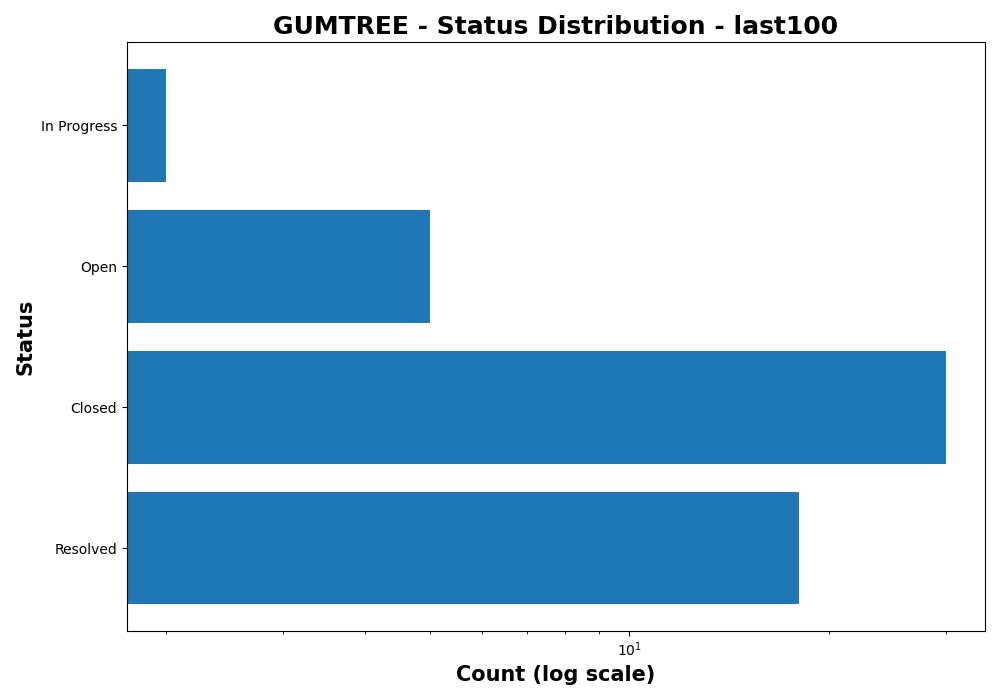 GUMTREE - Status Distribution - last100
In Progress
Open
Closed
Resolved
Status
10¹
Count (log scale)